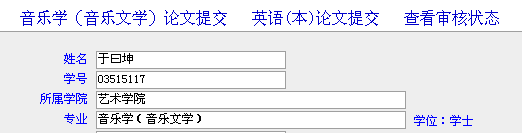 音乐学（音乐文学）论文提交 英语(本)论文提交 查看审核状态
姓名 于曰坤
学号 03515117
所属学院 艺术学院
专业 音乐学(音乐文学) 学位：学士